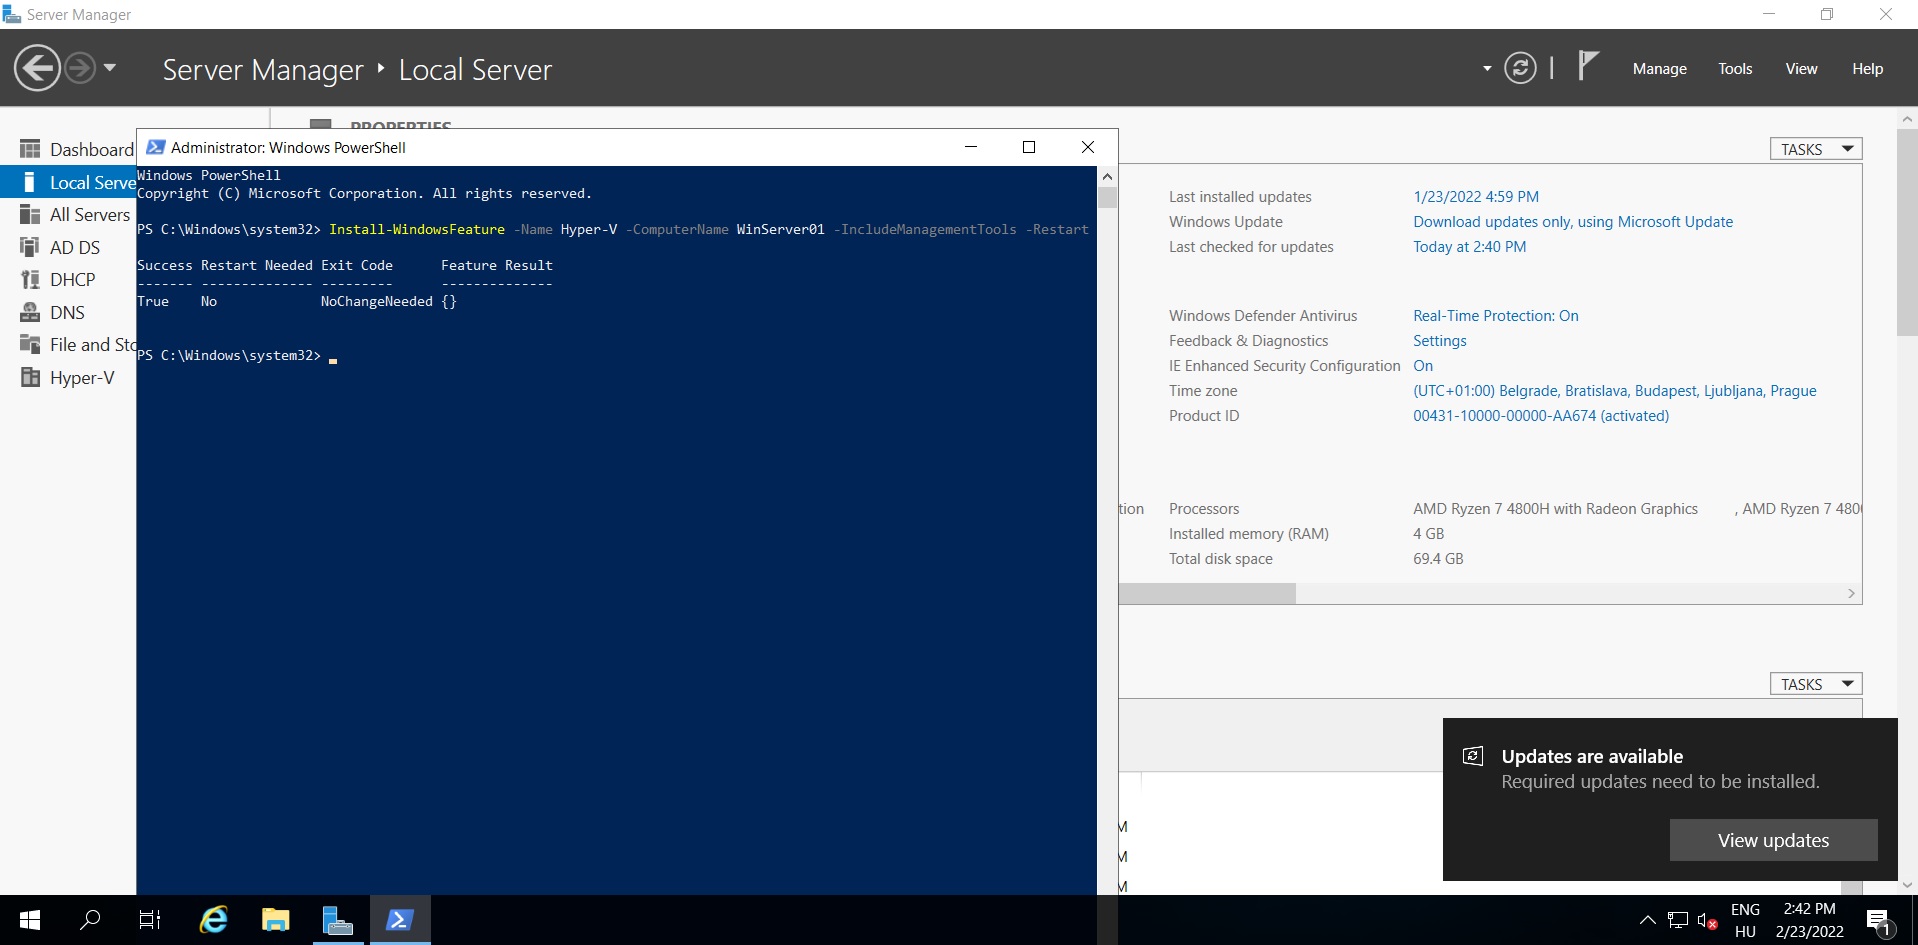 Server Manager
Server Manager ‣ Local Server
Manage
Tools
View
Help
Dashboard
Local Serve
All Servers
AD DS
DHCP
DNS
File and Sto
Hyper-V
PROPERTIES
Administrator: Windows PowerShell
Windows PowerShell
Copyright (C) Microsoft Corporation. All rights reserved.
PS C:\Windows\system32> Install-WindowsFeature -Name Hyper-V -ComputerName WinServer01 -IncludeManagementTools -Restart
Success Restart Needed Exit Code      Feature Result
------- -------------- ---------      --------------
True    No             NoChangeNeeded {}
PS C:\Windows\system32>
TASKS
Last installed updates 1/23/2022 4:59 PM
Windows Update Download updates only, using Microsoft Update
Last checked for updates Today at 2:40 PM
Windows Defender Antivirus Real-Time Protection: On
Feedback & Diagnostics Settings
IE Enhanced Security Configuration On
Time zone (UTC+01:00) Belgrade, Bratislava, Budapest, Ljubljana, Prague
Product ID 00431-10000-00000-AA674 (activated)
tion Processors AMD Ryzen 7 4800H with Radeon Graphics , AMD Ryzen 7 480
Installed memory (RAM) 4 GB
Total disk space 69.4 GB
TASKS
M
M
M
Updates are available
Required updates need to be installed.
View updates
ENG
HU
2:42 PM
2/23/2022
1